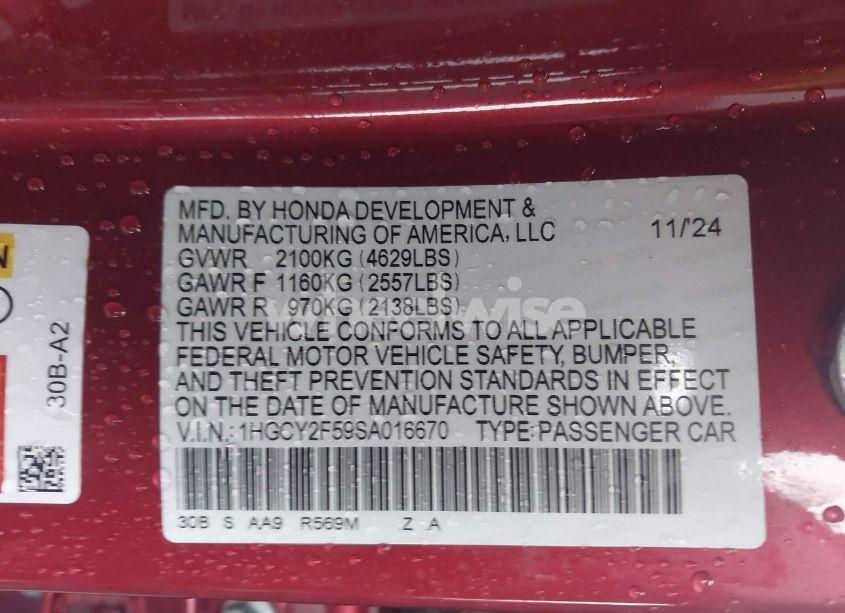 MFD. BY HONDA DEVELOPMENT &
MANUFACTURING OF AMERICA, LLC 11/'24
GVWR 2100KG (4629LBS)
GAWR F 1160KG (2557LBS)
GAWR R 970KG (2138LBS)
THIS VEHICLE CONFORMS TO ALL APPLICABLE
FEDERAL MOTOR VEHICLE SAFETY, BUMPER,
AND THEFT PREVENTION STANDARDS IN EFFECT
ON THE DATE OF MANUFACTURE SHOWN ABOVE.
V.I.N.: 1HGCY2F59SA016670 TYPE: PASSENGER CAR
30B S AA9 R569M Z A
30B-A2